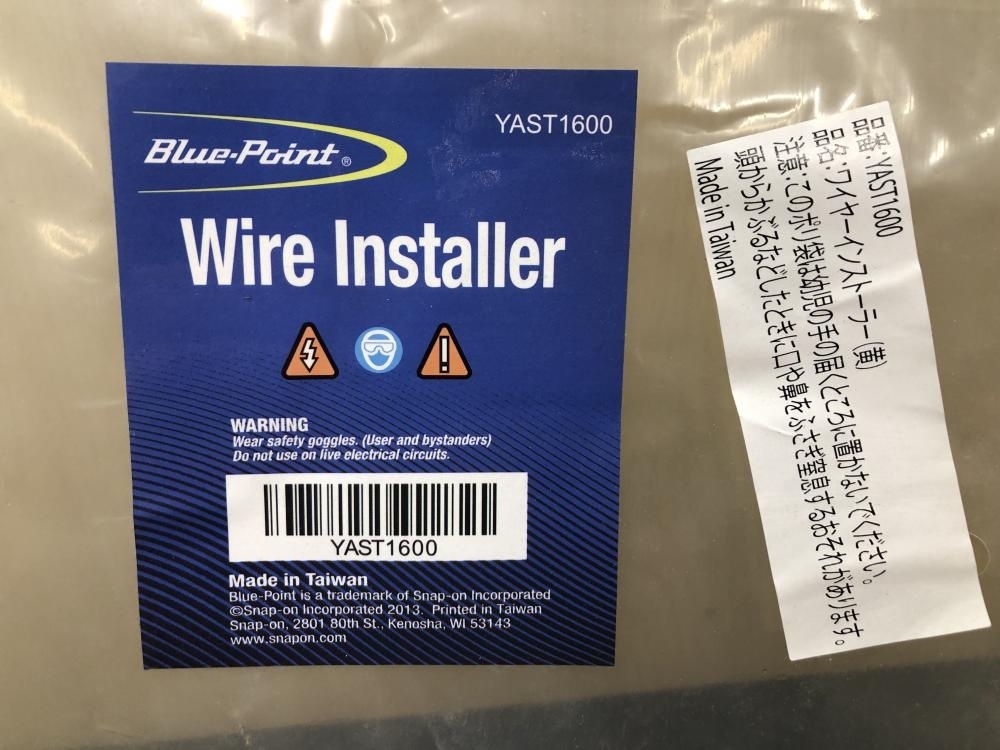 Blue-Point®
YAST1600
Wire Installer
WARNING
Wear safety goggles. (User and bystanders)
Do not use on live electrical circuits.
YAST1600
Made in Taiwan
Blue-Point is a trademark of Snap-on Incorporated
©Snap-on Incorporated 2013. Printed in Taiwan
Snap-on, 2801 80th St., Kenosha, WI 53143
www.snapon.com
品番:YAST1600
品名:ワイヤーインストーラー(黄)
注意:このポリ袋は幼児の手の届くところに置かないでください。
頭からかぶるなどしたときに口や鼻をふさぎ窒息するおそれがあります。
Made in Taiwan